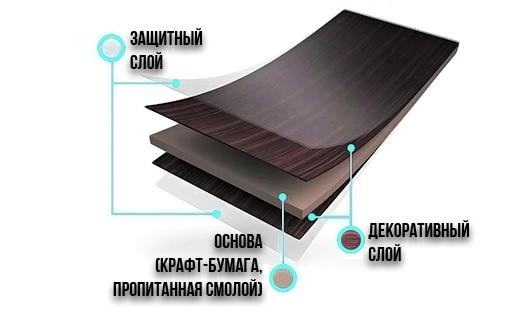 ЗАЩИТНЫЙ
СЛОЙ
ДЕКОРАТИВНЫЙ
СЛОЙ
ОСНОВА
(КРАФТ-БУМАГА,
ПРОПИТАННАЯ СМОЛОЙ)